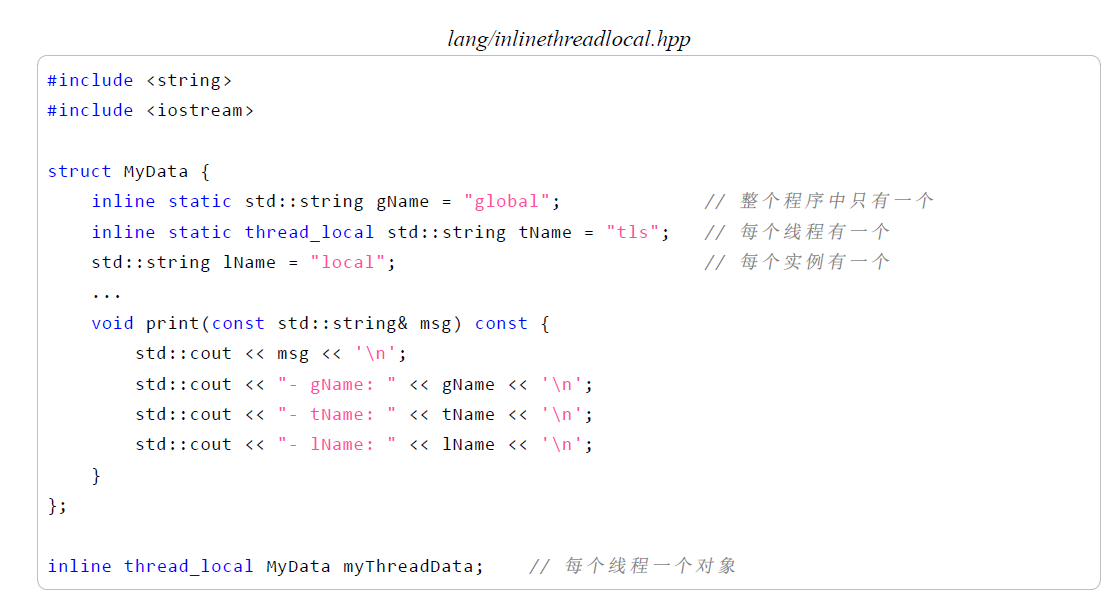 lang/inlinethreadlocal.hpp
#include <string>
#include <iostream>
struct MyData {
    inline static std::string gName = "global";             // 整个程序中只有一个
    inline static thread_local std::string tName = "tls";   // 每个线程有一个
    std::string lName = "local";                            // 每个实例有一个
    ...
    void print(const std::string& msg) const {
        std::cout << msg << '\n';
        std::cout << "- gName: " << gName << '\n';
        std::cout << "- tName: " << tName << '\n';
        std::cout << "- lName: " << lName << '\n';
    }
};
inline thread_local MyData myThreadData;    // 每个线程一个对象